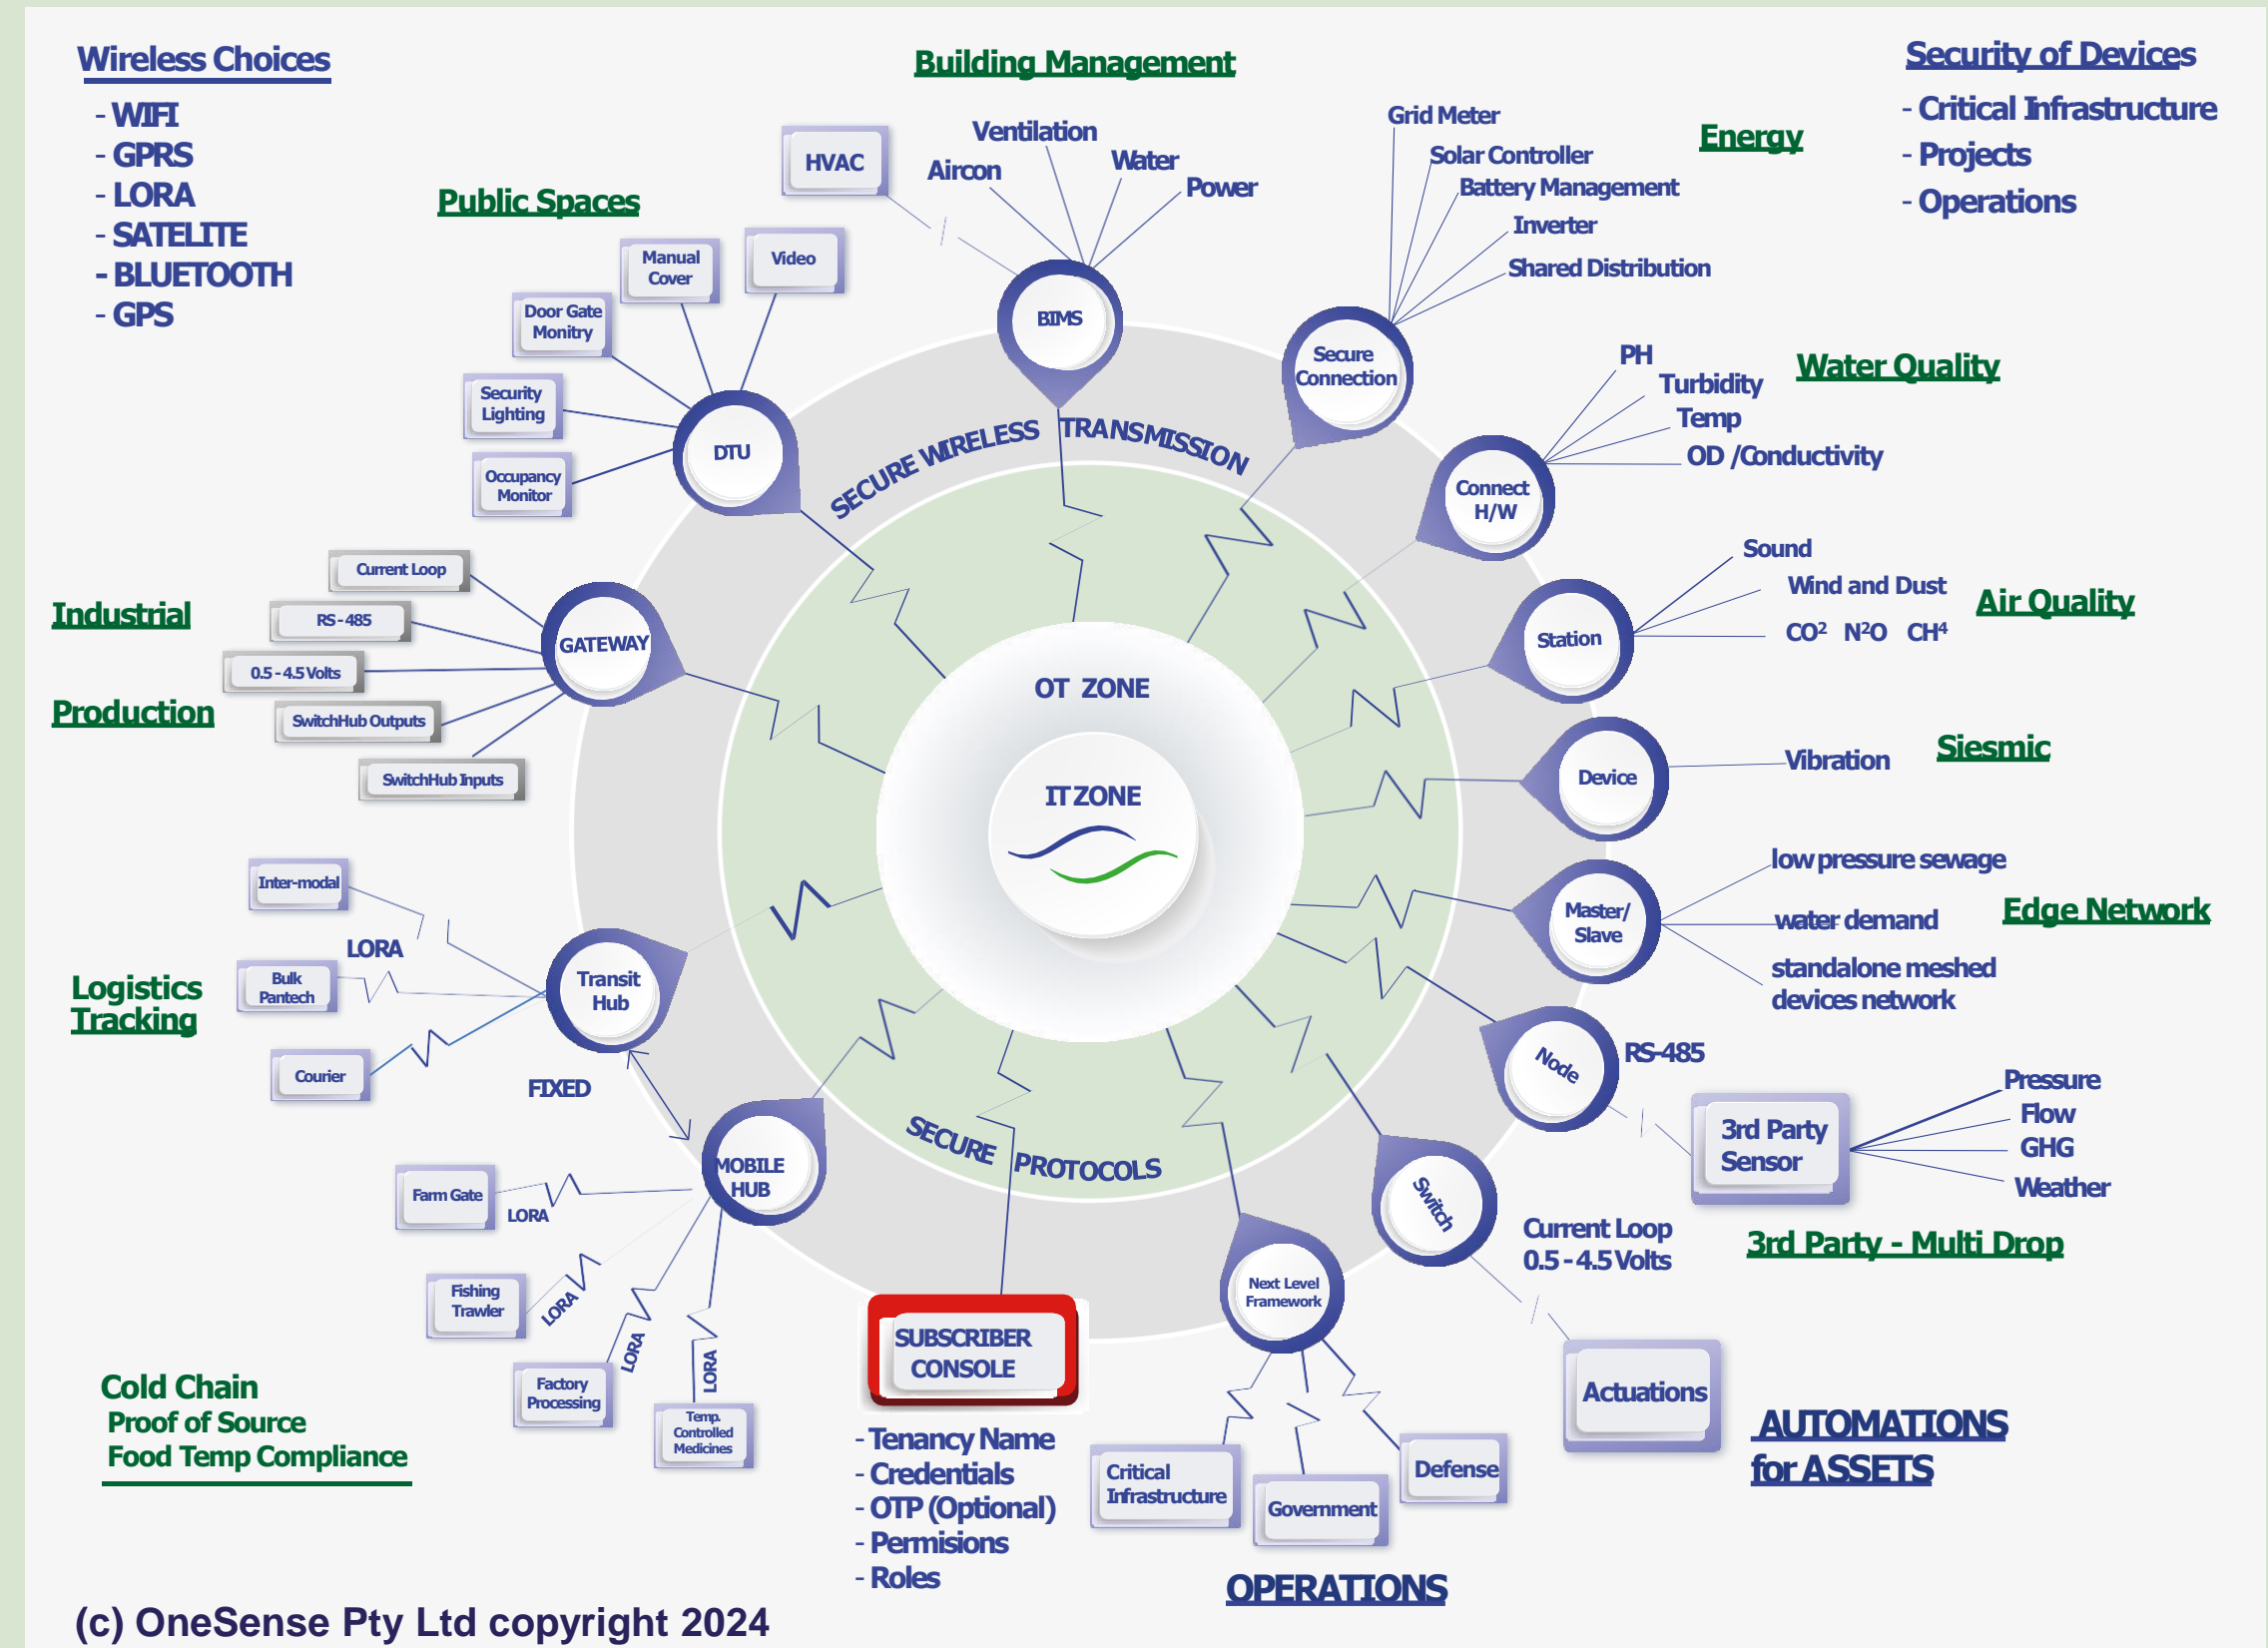 Wireless Choices
- WIFI
- GPRS
- LORA
- SATELITE
- BLUETOOTH
- GPS
Building Management
HVAC
Aircon
Ventilation
Water
Power
BIMS
Security of Devices
- Critical Infrastructure
- Projects
- Operations
Energy
Grid Meter
Solar Controller
Battery Management
Inverter
Shared Distribution
Secure
Connection
Public Spaces
Video
Manual
Cover
Door Gate
Monitry
Security
Lighting
Occupancy
Monitor
DTU
Water Quality
PH
Turbidity
Temp
OD /Conductivity
Connect
H/W
SECURE WIRELESS TRANSMISSION
Industrial
Production
Current Loop
RS - 485
0.5 - 4.5 Volts
SwitchHub Outputs
SwitchHub Inputs
GATEWAY
Air Quality
Sound
Wind and Dust
CO² N²O CH⁴
Station
OT ZONE
IT ZONE
Siesmic
Vibration
Device
Edge Network
low pressure sewage
water demand
standalone meshed
devices network
Master/
Slave
Logistics
Tracking
Inter-modal
LORA
Bulk
Pantech
Courier
Transit
Hub
FIXED
MOBILE
HUB
Farm Gate
LORA
Fishing
Trawler
LORA
Factory
Processing
LORA
Temp.
Controlled
Medicines
LORA
Cold Chain
Proof of Source
Food Temp Compliance
SECURE PROTOCOLS
Node
RS-485
3rd Party
Sensor
Pressure
Flow
GHG
Weather
3rd Party - Multi Drop
Switch
Current Loop
0.5 - 4.5 Volts
Actuations
AUTOMATIONS
for ASSETS
Next Level
Framework
Critical
Infrastructure
Government
Defense
OPERATIONS
SUBSCRIBER
CONSOLE
- Tenancy Name
- Credentials
- OTP (Optional)
- Permisions
- Roles
(c) OneSense Pty Ltd copyright 2024